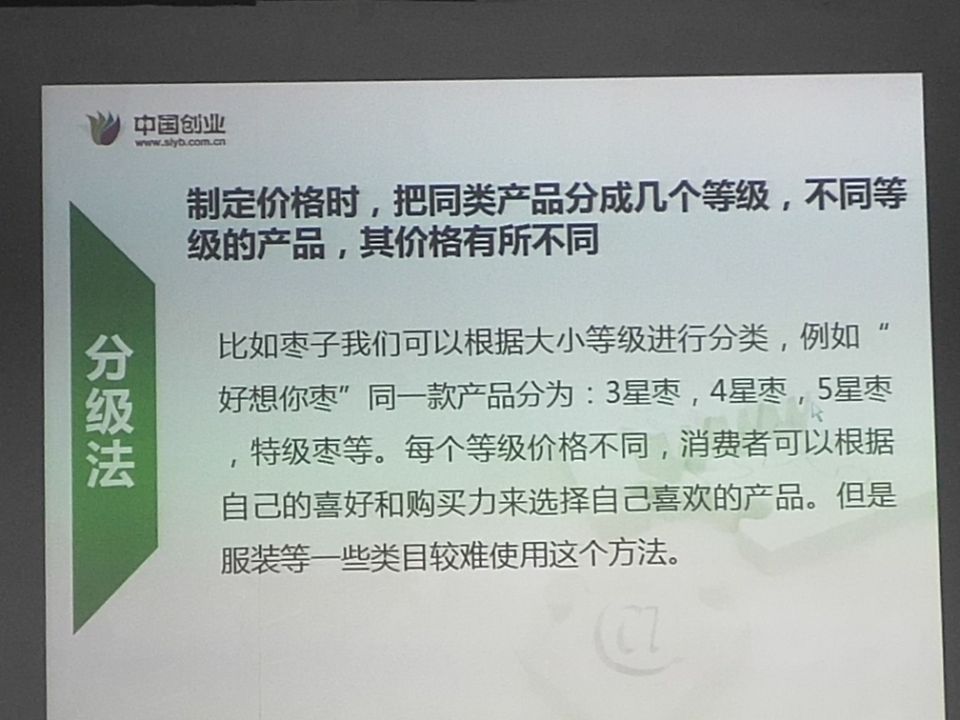 中国创业
www.siyb.com.cn
分级法
制定价格时，把同类产品分成几个等级，不同等
级的产品，其价格有所不同
比如枣子我们可以根据大小等级进行分类，例如“
好想你枣”同一款产品分为：3星枣，4星枣，5星枣
，特级枣等。每个等级价格不同，消费者可以根据
自己的喜好和购买力来选择自己喜欢的产品。但是
服装等一些类目较难使用这个方法。
@